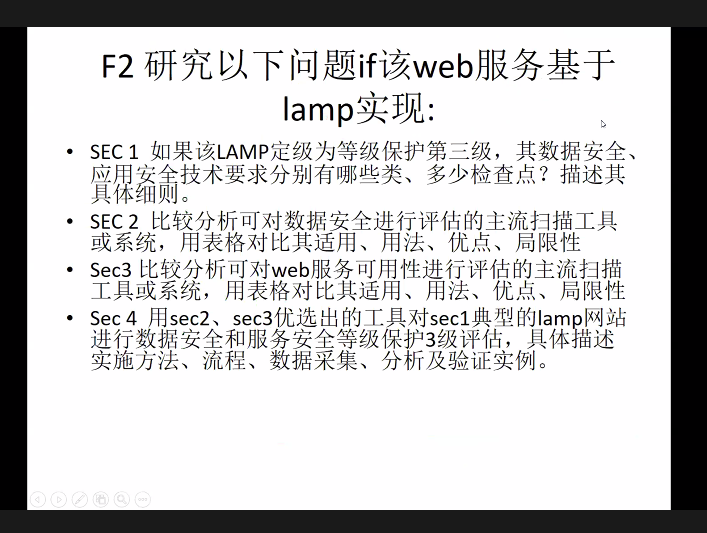 F2 研究以下问题if该web服务基于
lamp实现:
• SEC 1 如果该LAMP定级为等级保护第三级，其数据安全、
应用安全技术要求分别有哪些类、多少检查点？描述其
具体细则。
• SEC 2 比较分析可对数据安全进行评估的主流扫描工具
或系统，用表格对比其适用、用法、优点、局限性
• Sec3 比较分析可对web服务可用性进行评估的主流扫描
工具或系统，用表格对比其适用、用法、优点、局限性
• Sec 4 用sec2、sec3优选出的工具对sec1典型的lamp网站
进行数据安全和服务安全等级保护3级评估，具体描述
实施方法、流程、数据采集、分析及验证实例。